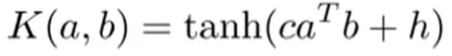 K(a, b) = tanh(ca^T b + h)